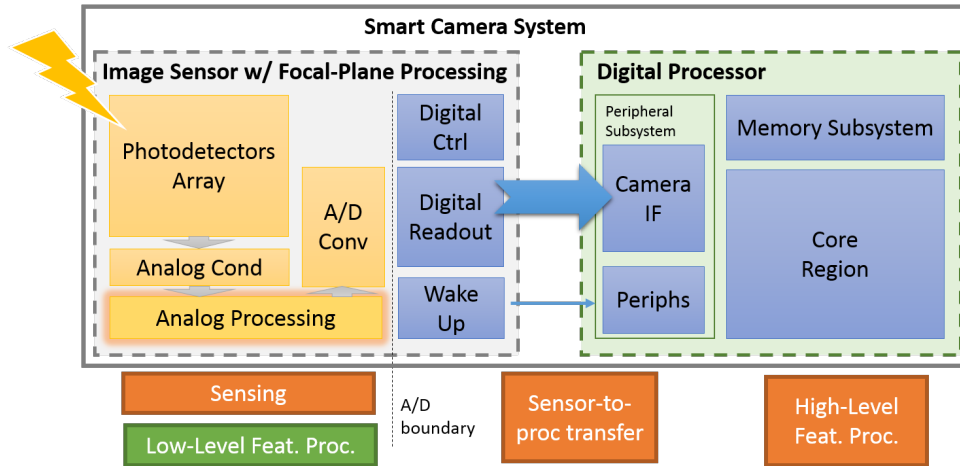 Smart Camera System
Image Sensor w/ Focal-Plane Processing
Photodetectors
Array
Analog Cond
Analog Processing
A/D
Conv
Digital
Ctrl
Digital
Readout
Wake
Up
Digital Processor
Peripheral
Subsystem
Camera
IF
Periphs
Memory Subsystem
Core
Region
Sensing
Low-Level Feat. Proc.
A/D
boundary
Sensor-to-
proc transfer
High-Level
Feat. Proc.